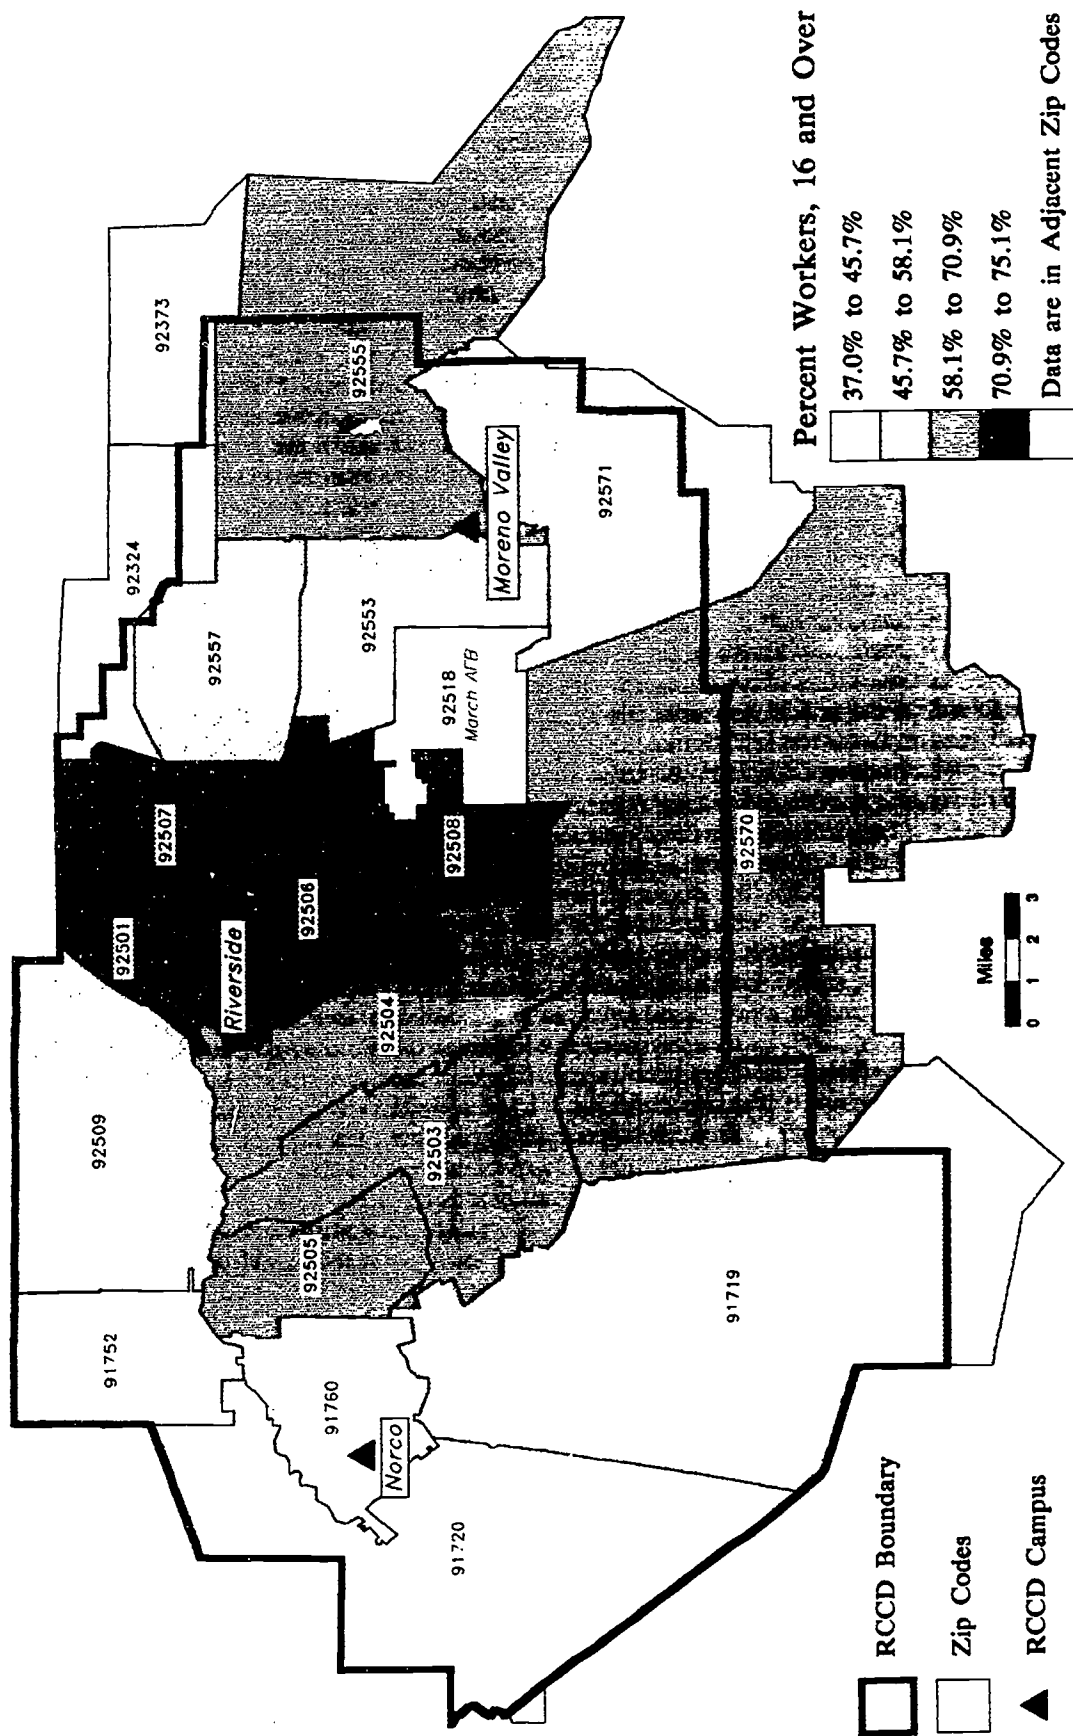 92373
92324
92555
92557
92553
Moreno Valley
92571
92518
March AFB
92507
92508
92501
92506
Riverside
92504
92570
92509
92503
92505
91752
91760
Norco
91719
91720
Miles
0 1 2 3
Percent Workers, 16 and Over
37.0% to 45.7%
45.7% to 58.1%
58.1% to 70.9%
70.9% to 75.1%
Data are in Adjacent Zip Codes
RCCD Boundary
Zip Codes
RCCD Campus